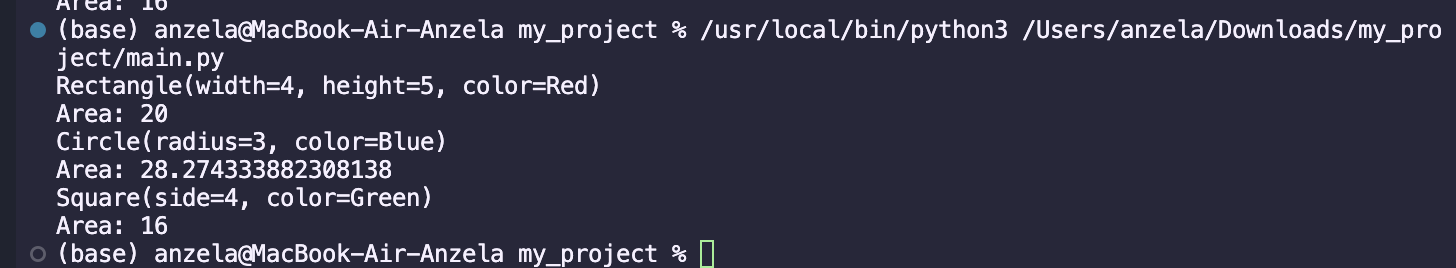 Area: 16
(base) anzela@MacBook-Air-Anzela my_project % /usr/local/bin/python3 /Users/anzela/Downloads/my_pro
ject/main.py
Rectangle(width=4, height=5, color=Red)
Area: 20
Circle(radius=3, color=Blue)
Area: 28.274333882308138
Square(side=4, color=Green)
Area: 16
(base) anzela@MacBook-Air-Anzela my_project %